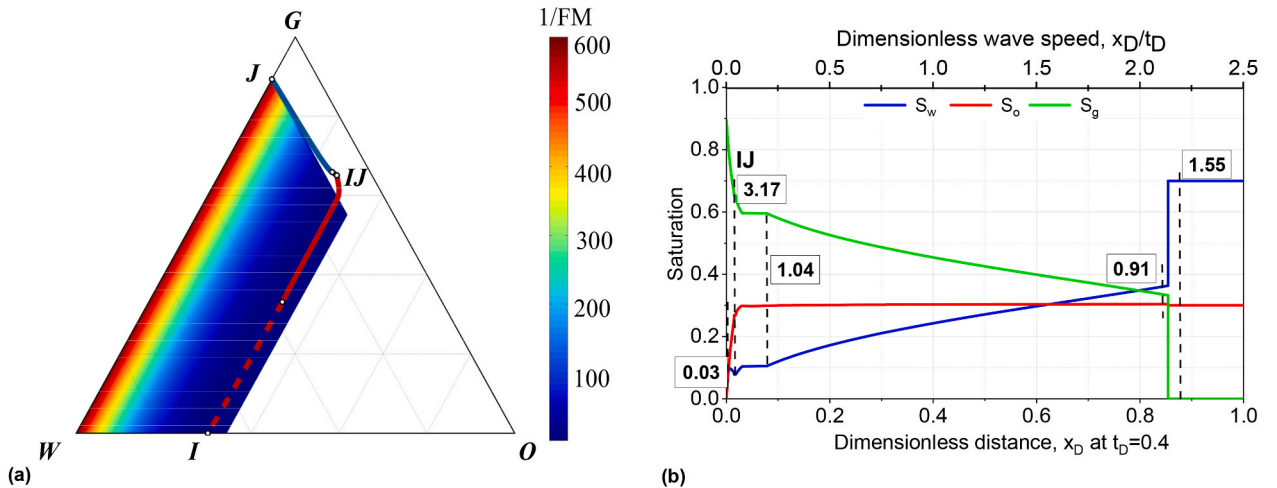 G
1/FM
J
IJ
W
I
O
600
500
400
300
200
100
(a)
Dimensionless wave speed, xD/tD
0.0 0.5 1.0 1.5 2.0 2.5
Sw So Sg
Saturation
1.0
0.8
0.6
0.4
0.2
0.0
IJ
3.17
1.55
1.04
0.91
0.03
0.0 0.2 0.4 0.6 0.8 1.0
Dimensionless distance, xD at tD=0.4
(b)